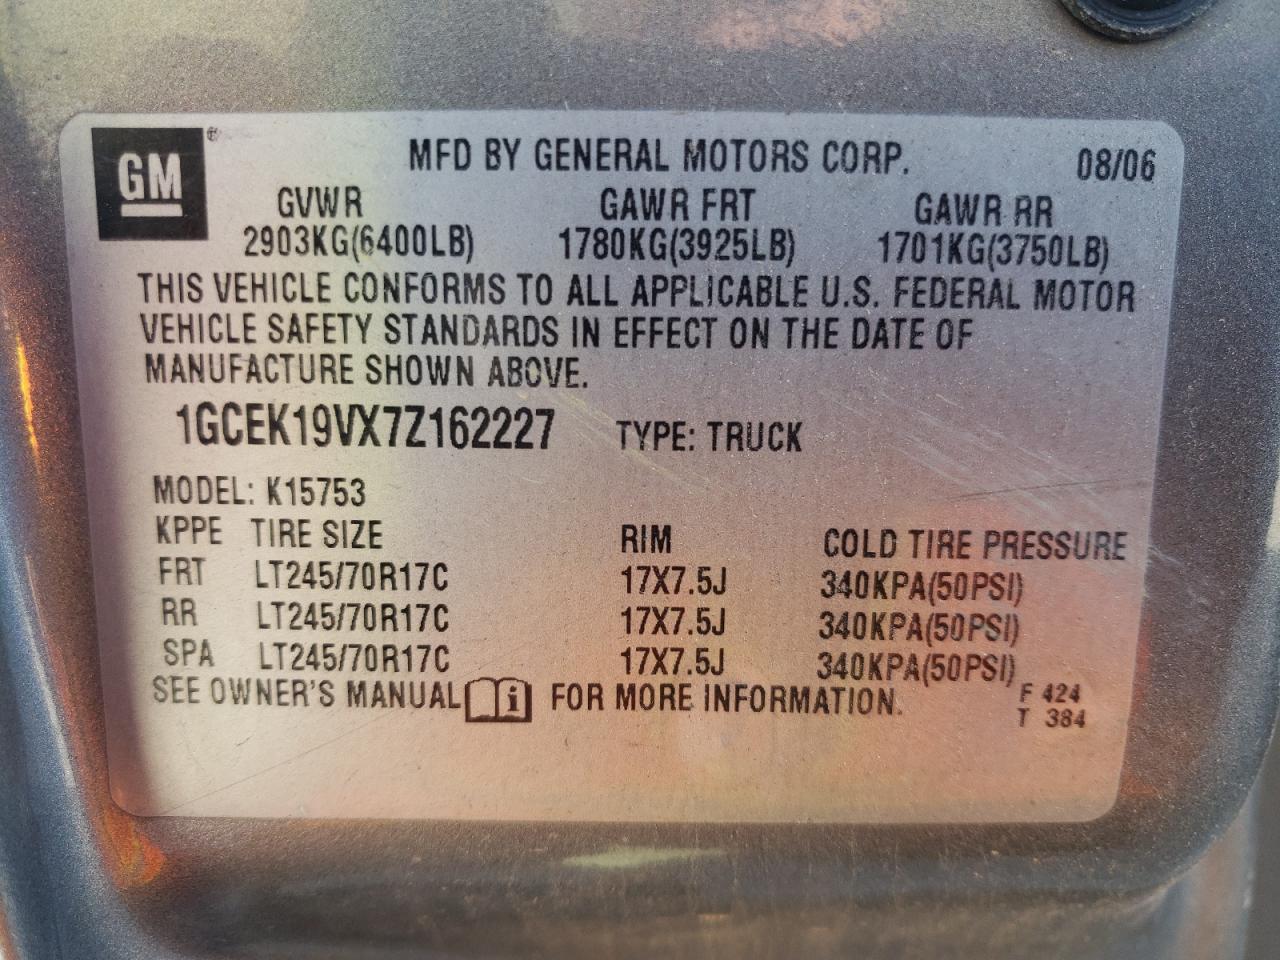 GM® MFD BY GENERAL MOTORS CORP. 08/06
GVWR GAWR FRT GAWR RR
2903KG(6400LB) 1780KG(3925LB) 1701KG(3750LB)
THIS VEHICLE CONFORMS TO ALL APPLICABLE U.S. FEDERAL MOTOR
VEHICLE SAFETY STANDARDS IN EFFECT ON THE DATE OF
MANUFACTURE SHOWN ABOVE.
1GCEK19VX7Z162227 TYPE: TRUCK
MODEL: K15753
KPPE TIRE SIZE RIM COLD TIRE PRESSURE
FRT LT245/70R17C 17X7.5J 340KPA(50PSI)
RR LT245/70R17C 17X7.5J 340KPA(50PSI)
SPA LT245/70R17C 17X7.5J 340KPA(50PSI)
SEE OWNER'S MANUAL i FOR MORE INFORMATION. F 424
T 384